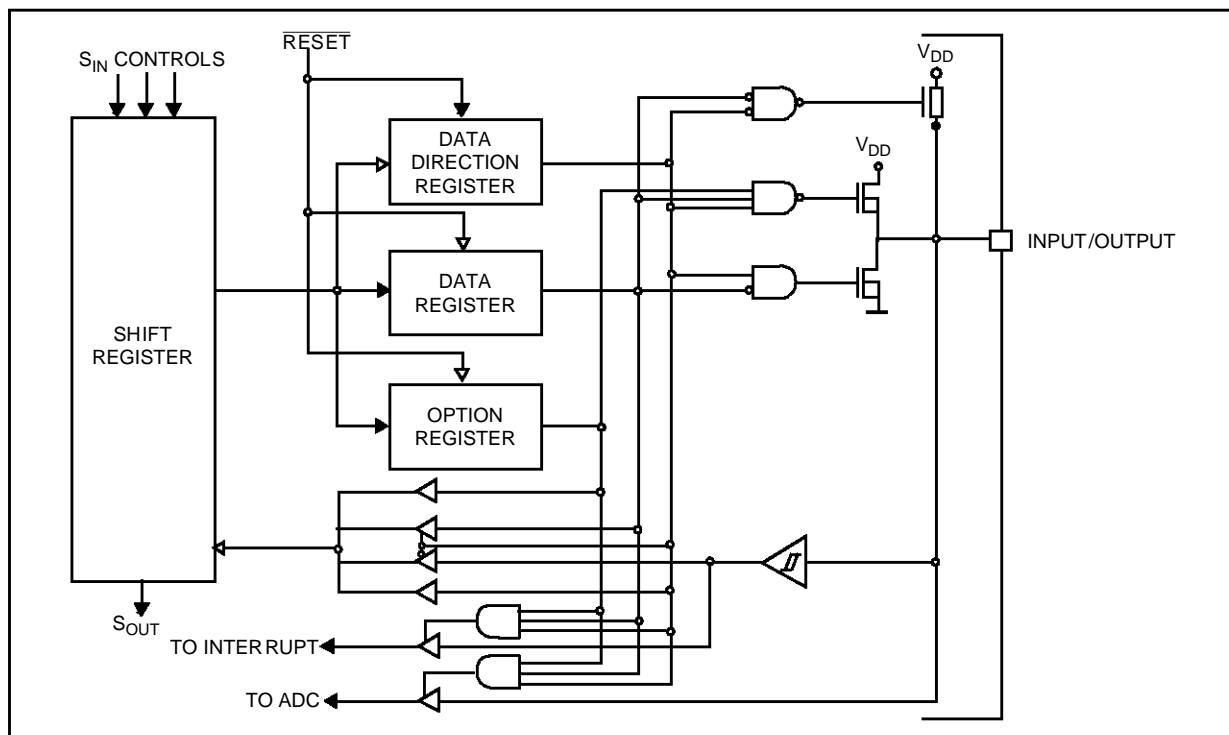 RESET
S_IN CONTROLS
V_DD
DATA
DIRECTION
REGISTER
V_DD
INPUT/OUTPUT
DATA
REGISTER
SHIFT
REGISTER
OPTION
REGISTER
S_OUT
TO INTERRUPT
TO ADC